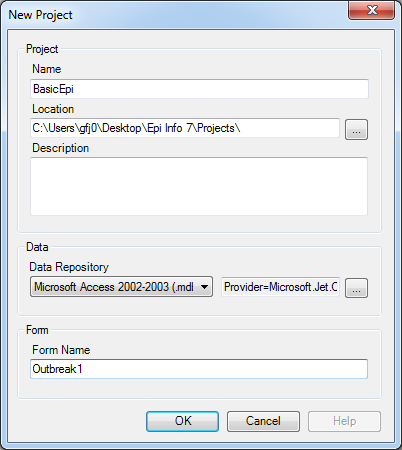 New Project
Project
Name
BasicEpi
Location
C:\Users\gfj0\Desktop\Epi Info 7\Projects\
...
Description
Data
Data Repository
Microsoft Access 2002-2003 (.mdl
Provider=Microsoft.Jet.C
...
Form
Form Name
Outbreak1
OK
Cancel
Help